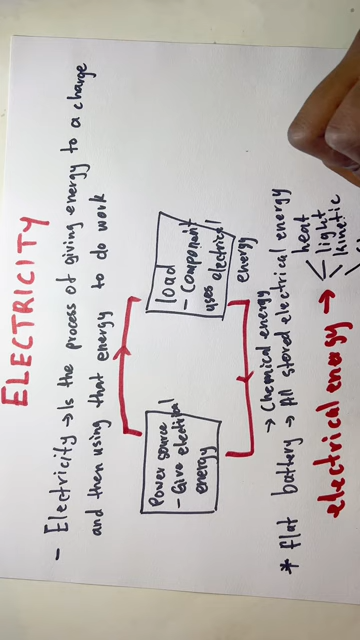 ELECTRICITY
- Electricity → Is the process of giving energy to a charge
and then using that energy to do work
Power source
- Give electrical
energy
load
- Component
uses electrical
energy
→ Chemical energy
* flat battery → All stored electrical energy
electrical energy →
heat
light
kinetic